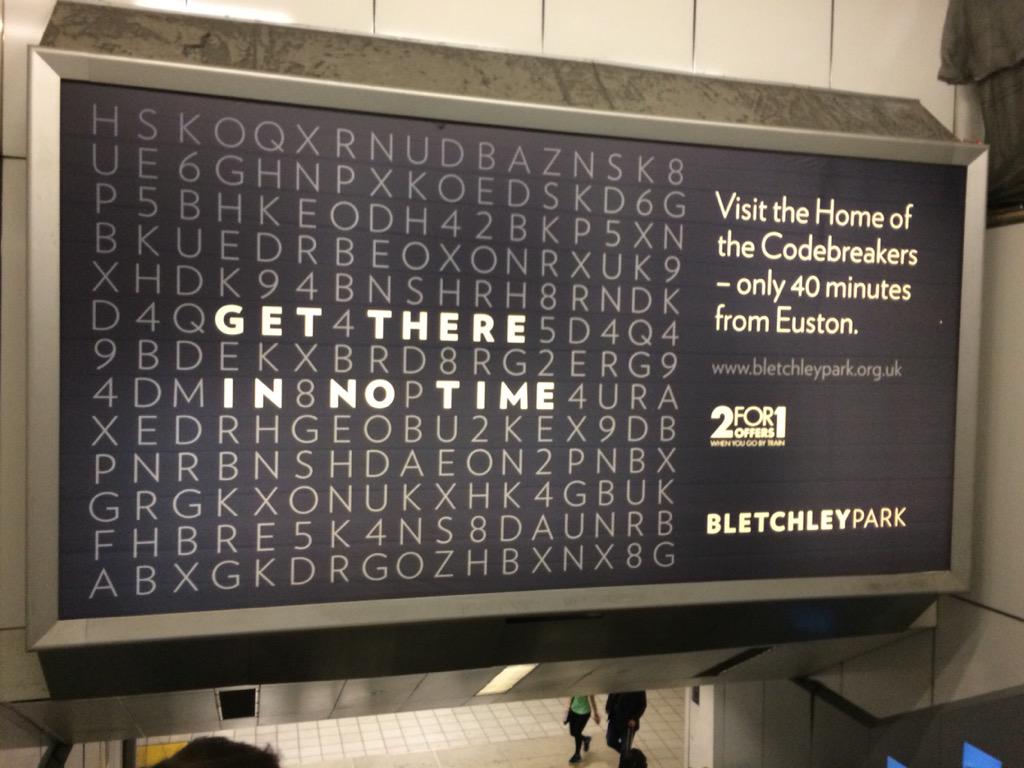 HSKOQXRNUDBAZNSK8
UE6GHNPXKOEDSKD6G
P5BHKEODH42BKP5XN
BKUEDRBEOXONRXUK9
XHDK94BNSHRH8RNDK
D4QGET4THERE5D4Q4
9BDEKXBRD8RG2ERG9
4DMIN8NOPTIME4URA
XEDRHGEOBU2KEX9DB
PNRBNSHDAEON2PNBX
GRGKXONUKXHK4GBUK
FHBRE5K4NS8DAUNRB
ABXGKDRGOZHBXNX8G
Visit the Home of
the Codebreakers
– only 40 minutes
from Euston.
www.bletchleypark.org.uk
2FOR1
OFFERS
WHEN YOU GO BY TRAIN
BLETCHLEYPARK